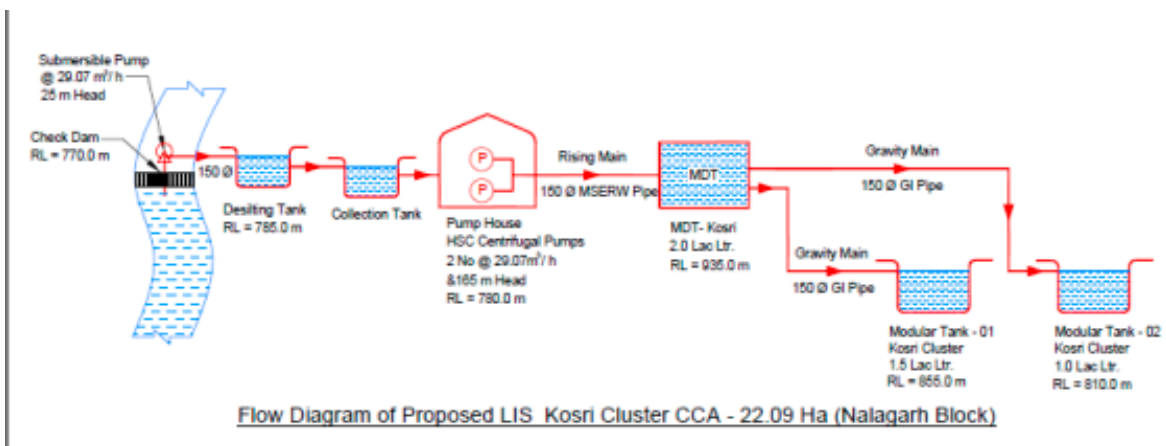 Submersible Pump
@ 29.07 m³/ h
25 m Head
Check Dam
RL = 770.0 m
150 Ø
Desilting Tank
RL = 785.0 m
Collection Tank
P
P
Pump House
HSC Centrifugal Pumps
2 No @ 29.07m³/ h
&165 m Head
RL = 780.0 m
Rising Main
150 Ø MSERW Pipe
MDT
MDT- Kosri
2.0 Lac Ltr.
RL = 935.0 m
Gravity Main
150 Ø GI Pipe
Gravity Main
150 Ø GI Pipe
Modular Tank - 01
Kosri Cluster
1.5 Lac Ltr.
RL = 855.0 m
Modular Tank - 02
Kosri Cluster
1.0 Lac Ltr.
RL = 810.0 m
Flow Diagram of Proposed LIS Kosri Cluster CCA - 22.09 Ha (Nalagarh Block)